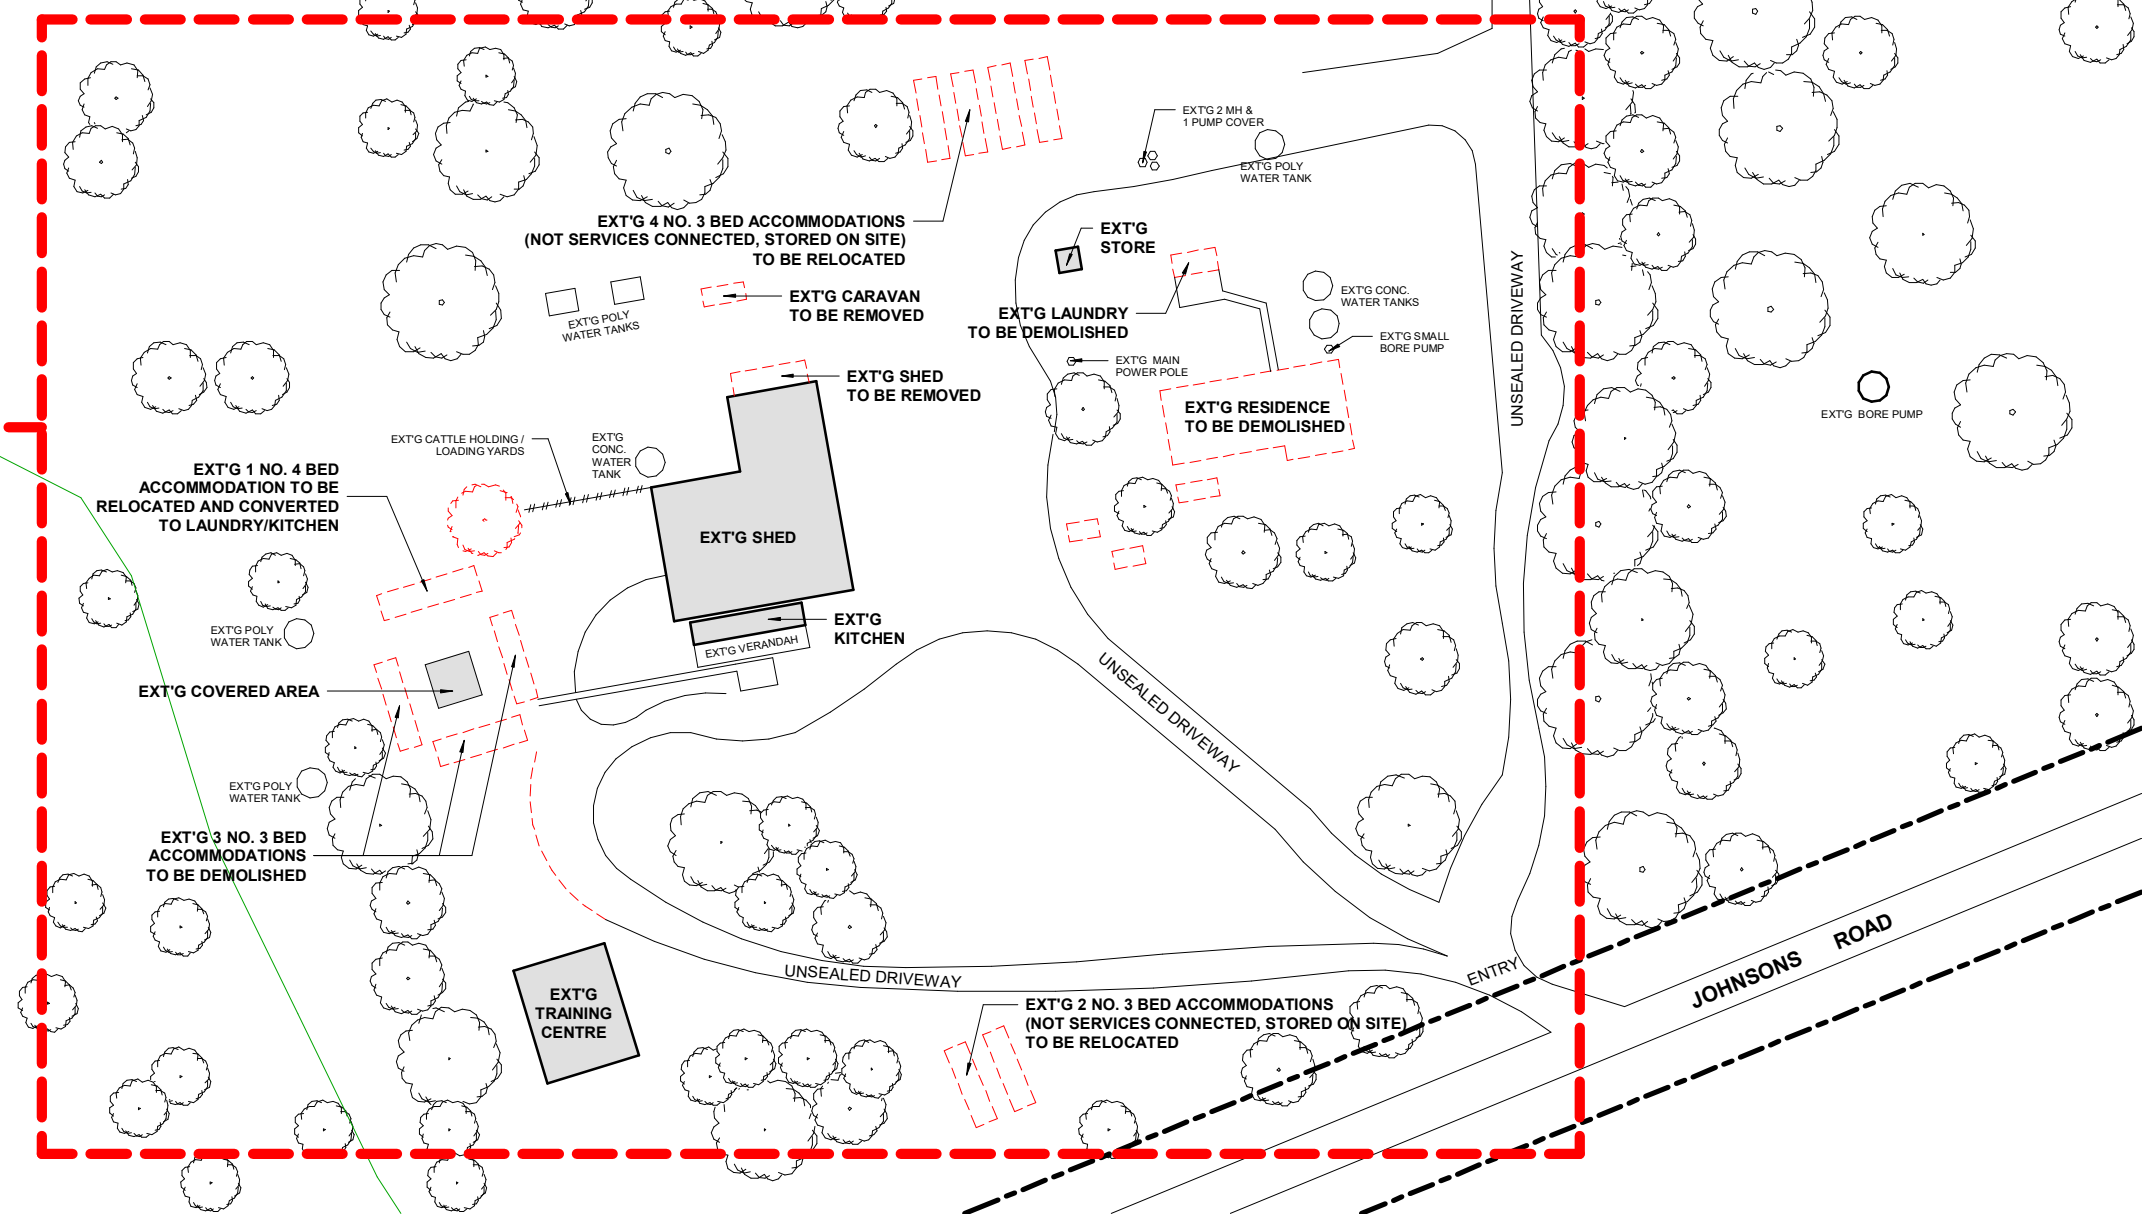 EXT'G 2 MH &
1 PUMP COVER
EXT'G POLY
WATER TANK
EXT'G 4 NO. 3 BED ACCOMMODATIONS
(NOT SERVICES CONNECTED, STORED ON SITE)
TO BE RELOCATED
EXT'G
STORE
EXT'G CARAVAN
TO BE REMOVED
EXT'G POLY
WATER TANKS
EXT'G LAUNDRY
TO BE DEMOLISHED
EXT'G CONC.
WATER TANKS
EXT'G SMALL
BORE PUMP
UNSEALED DRIVEWAY
EXT'G MAIN
POWER POLE
EXT'G SHED
TO BE REMOVED
EXT'G RESIDENCE
TO BE DEMOLISHED
EXT'G BORE PUMP
EXT'G CATTLE HOLDING /
LOADING YARDS
EXT'G
CONC.
WATER
TANK
EXT'G 1 NO. 4 BED
ACCOMMODATION TO BE
RELOCATED AND CONVERTED
TO LAUNDRY/KITCHEN
EXT'G SHED
EXT'G
KITCHEN
EXT'G VERANDAH
EXT'G POLY
WATER TANK
EXT'G COVERED AREA
UNSEALED DRIVEWAY
EXT'G POLY
WATER TANK
EXT'G 3 NO. 3 BED
ACCOMMODATIONS
TO BE DEMOLISHED
UNSEALED DRIVEWAY
ENTRY
JOHNSONS ROAD
EXT'G
TRAINING
CENTRE
EXT'G 2 NO. 3 BED ACCOMMODATIONS
(NOT SERVICES CONNECTED, STORED ON SITE)
TO BE RELOCATED